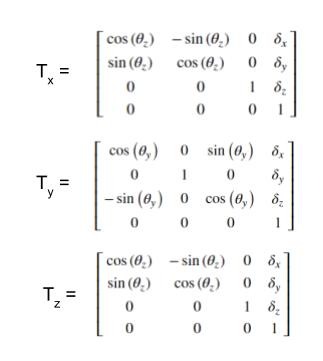 cos (θz) − sin (θz) 0 δx
sin (θz) cos (θz) 0 δy
Tx =
0 0 1 δz
0 0 0 1
cos (θy) 0 sin (θy) δx
0 1 0 δy
Ty =
− sin (θy) 0 cos (θy) δz
0 0 0 1
cos (θz) − sin (θz) 0 δx
sin (θz) cos (θz) 0 δy
Tz =
0 0 1 δz
0 0 0 1